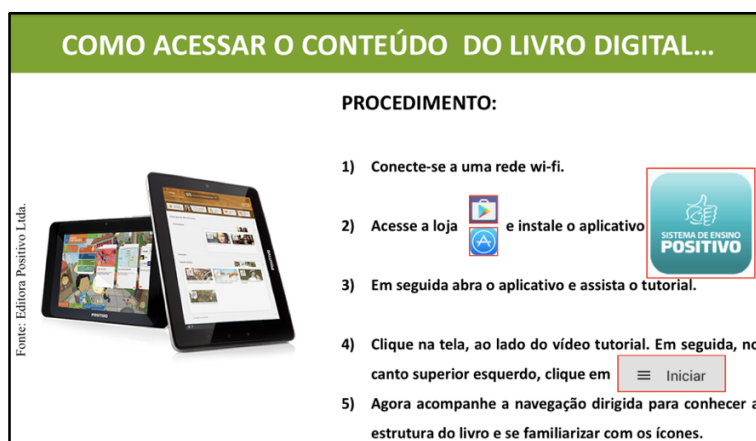 COMO ACESSAR O CONTEÚDO DO LIVRO DIGITAL...
PROCEDIMENTO:
1) Conecte-se a uma rede wi-fi.
2) Acesse a loja e instale o aplicativo
SISTEMA DE ENSINO
POSITIVO
3) Em seguida abra o aplicativo e assista o tutorial.
4) Clique na tela, ao lado do vídeo tutorial. Em seguida, no
canto superior esquerdo, clique em ≡ Iniciar
5) Agora acompanhe a navegação dirigida para conhecer a
estrutura do livro e se familiarizar com os ícones.
Fonte: Editora Positivo Ltda.
POSITIVO